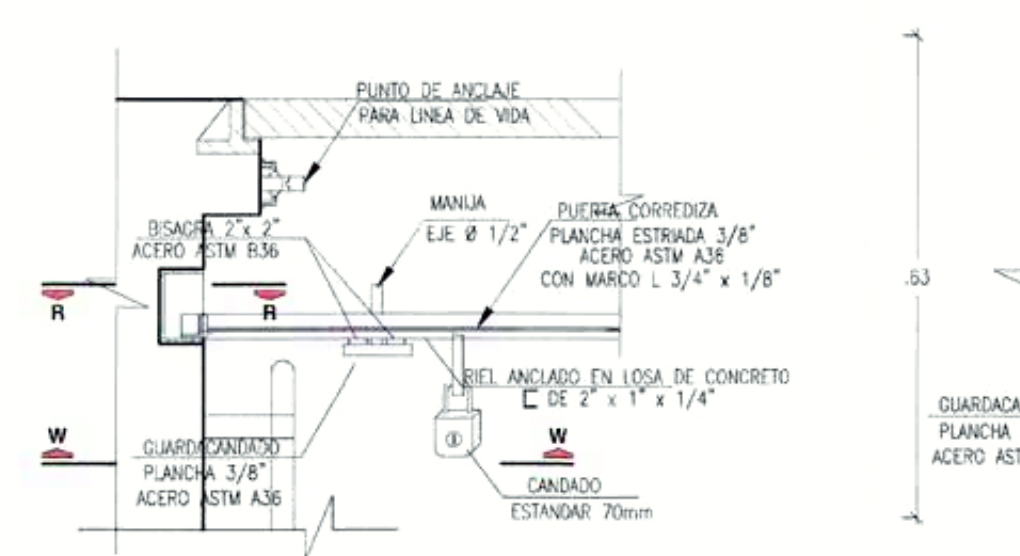 PUNTO DE ANCLAJE
PARA LINEA DE VIDA
MANIJA
EJE Ø 1/2"
BISAGRA 2"x 2"
ACERO ASTM B36
PUERTA CORREDIZA
PLANCHA ESTRIADA 3/8"
ACERO ASTM A36
CON MARCO L 3/4" x 1/8"
.63
R
R
RIEL ANCLADO EN LOSA DE CONCRETO
DE 2" x 1" x 1/4"
W
W
GUARDACANDADO
PLANCHA 3/8"
ACERO ASTM A36
CANDADO
ESTANDAR 70mm
GUARDACA
PLANCHA
ACERO AST